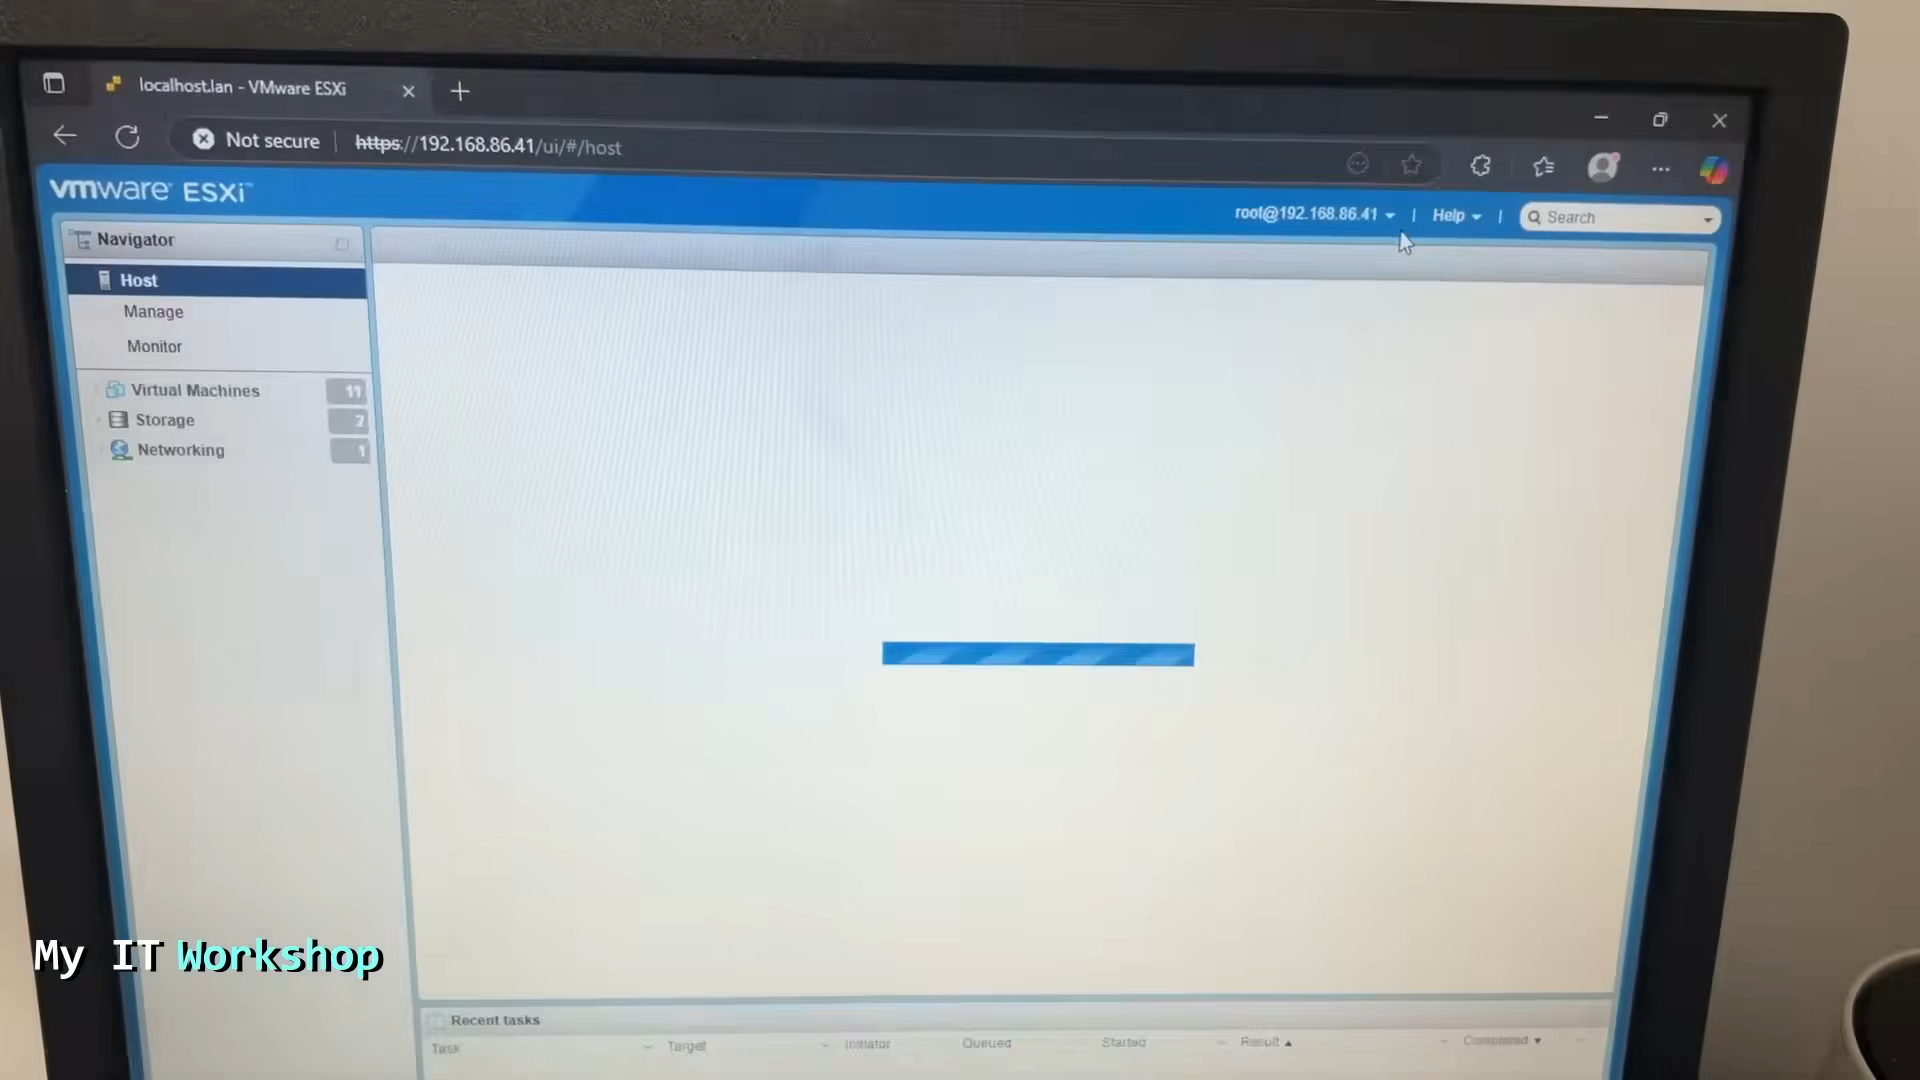 localhost.lan - VMware ESXi
Not secure https://192.168.86.41/ui/#/host
vmware ESXi™
root@192.168.86.41 | Help | Search
Navigator
Host
Manage
Monitor
Virtual Machines 11
Storage 2
Networking 1
My IT Workshop
Recent tasks
Task Target Initiator Queued Started Result ▲ Completed ▼